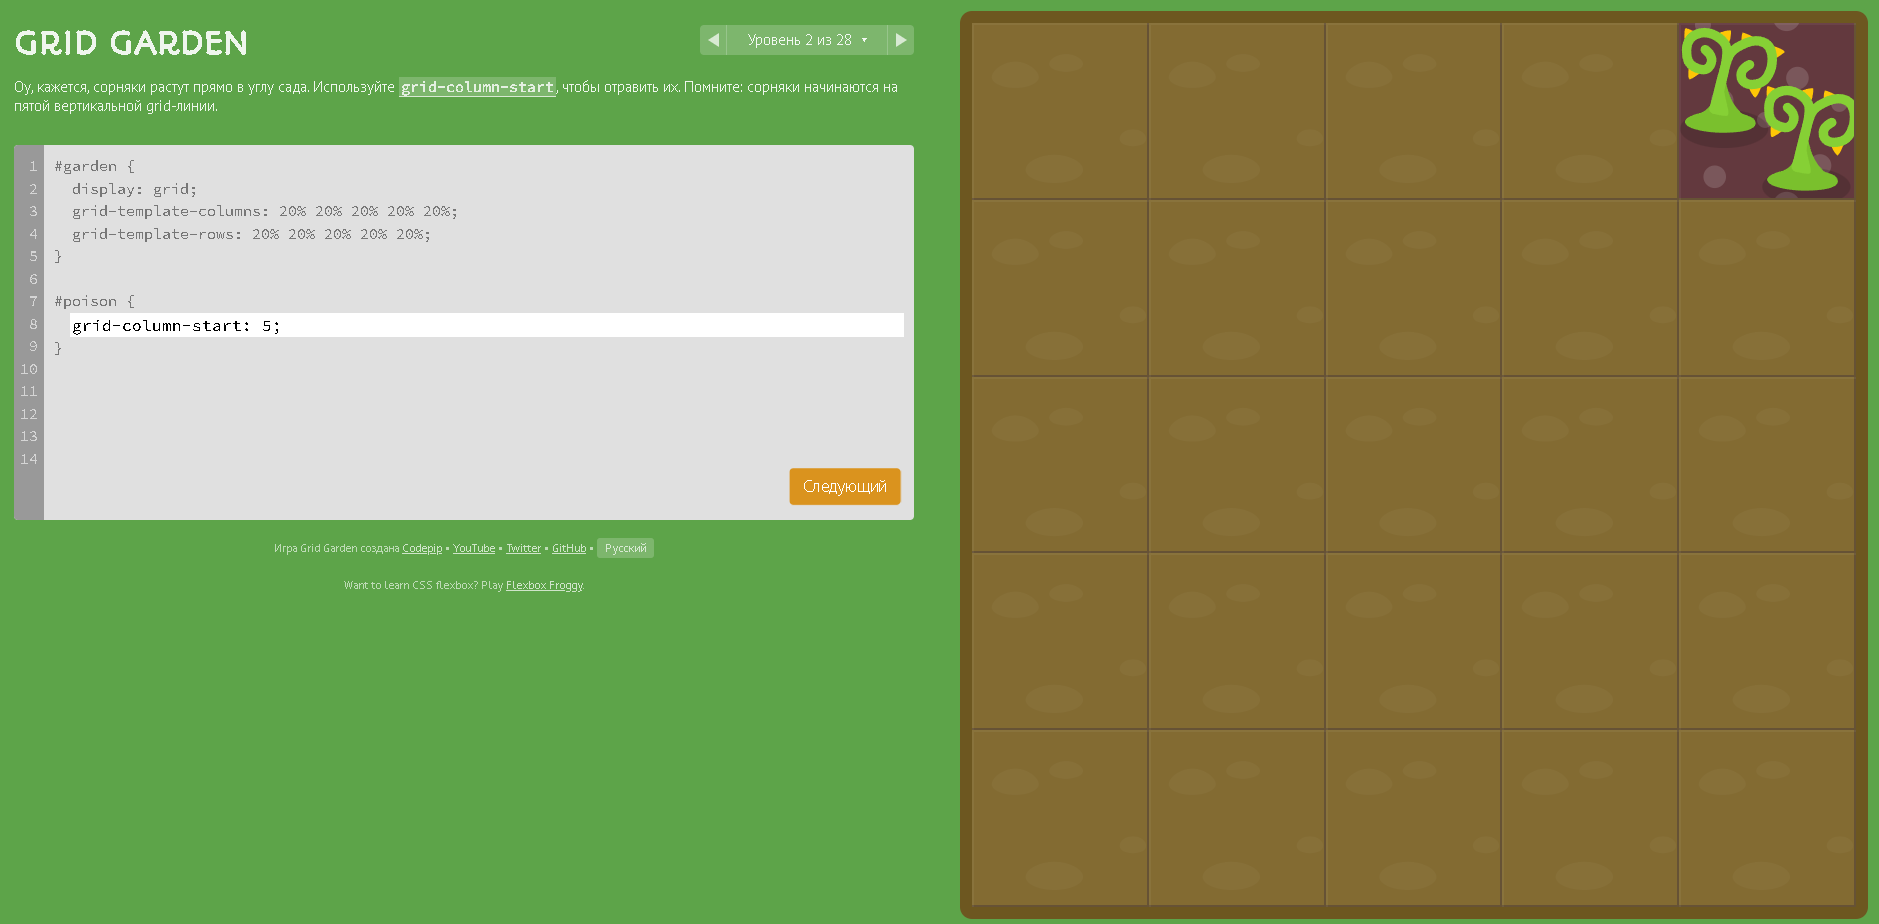 GRID GARDEN
Уровень 2 из 28
Оу, кажется, сорняки растут прямо в углу сада. Используйте grid-column-start, чтобы отравить их. Помните: сорняки начинаются на
пятой вертикальной grid-линии.
1 #garden {
2 display: grid;
3 grid-template-columns: 20% 20% 20% 20% 20%;
4 grid-template-rows: 20% 20% 20% 20% 20%;
5 }
6
7 #poison {
8 grid-column-start: 5;
9 }
10
11
12
13
14
Следующий
Игра Grid Garden создана Codepip • YouTube • Twitter • GitHub • Русский
Want to learn CSS flexbox? Play Flexbox Froggy.